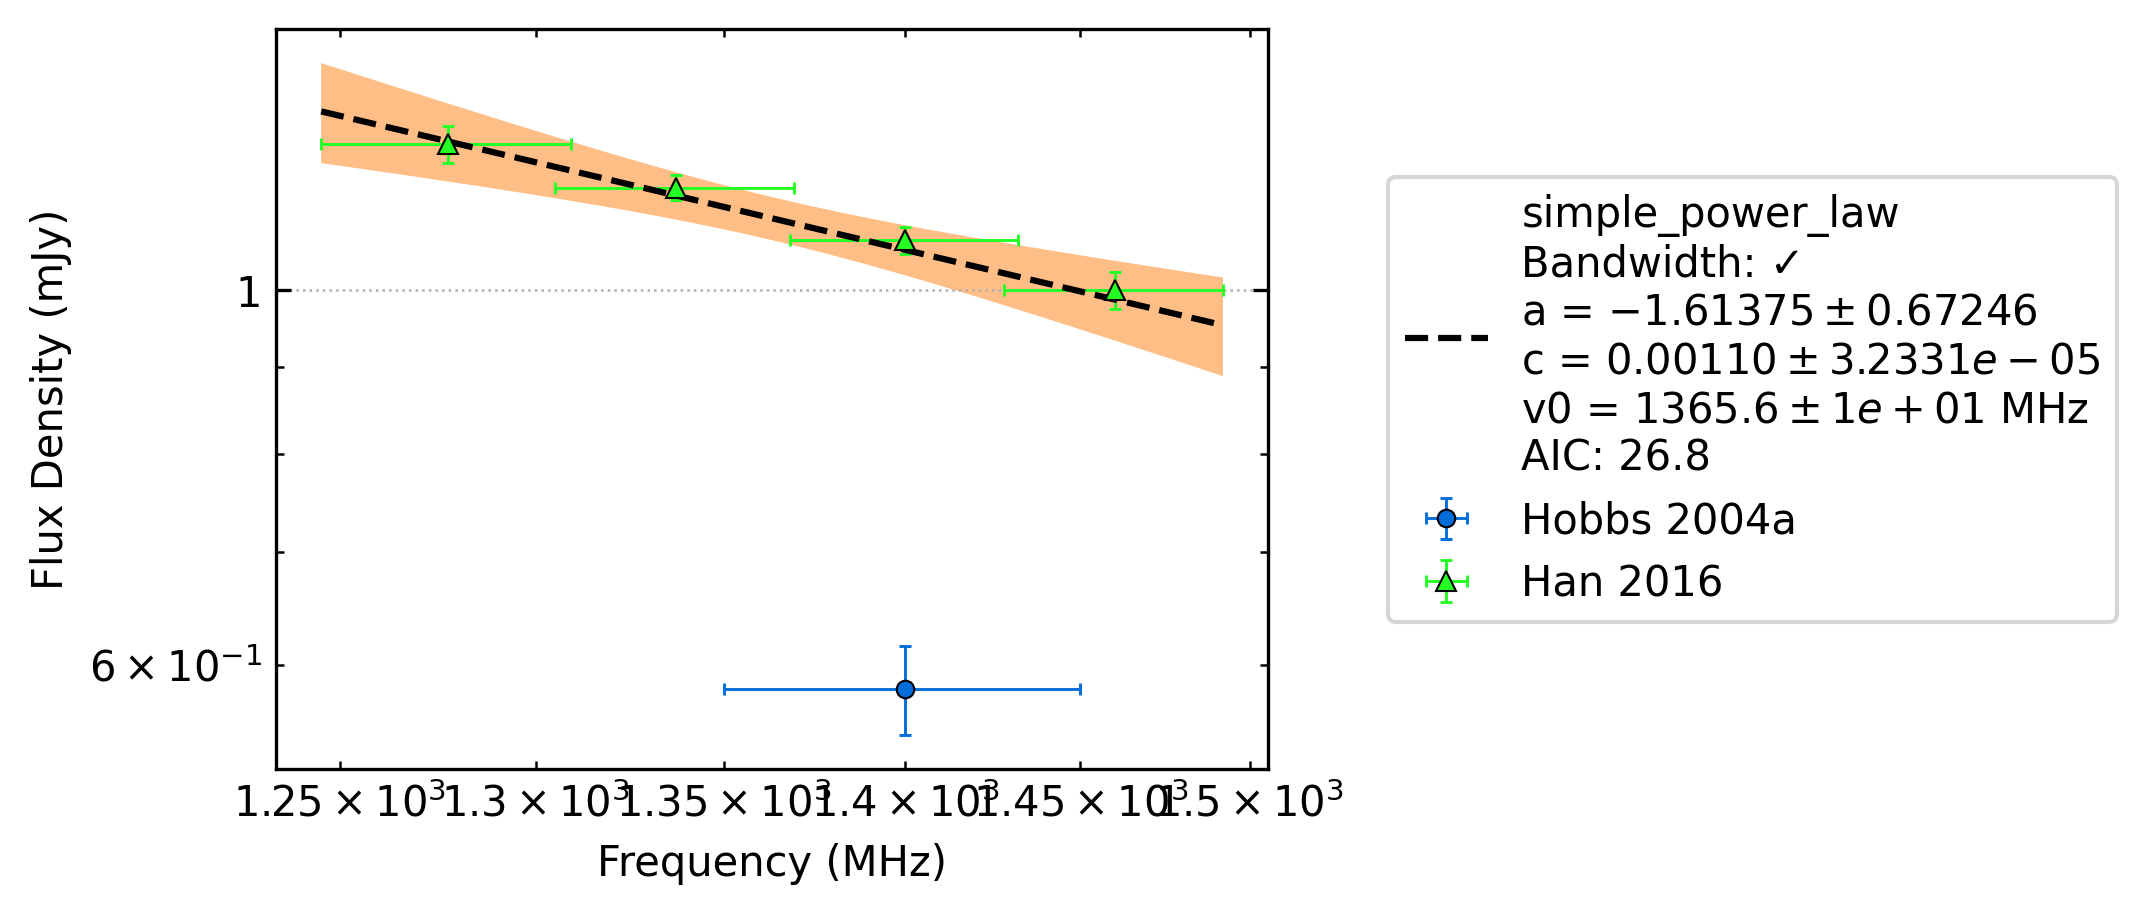 Flux Density (mJy)
1
6 × 10⁻¹
1.25 × 10³ 1.3 × 10³ 1.35 × 10³ 1.4 × 10³ 1.45 × 10³ 1.5 × 10³
Frequency (MHz)
simple_power_law
Bandwidth: ✓
a = −1.61375 ± 0.67246
c = 0.00110 ± 3.2331e − 05
v0 = 1365.6 ± 1e + 01 MHz
AIC: 26.8
Hobbs 2004a
Han 2016